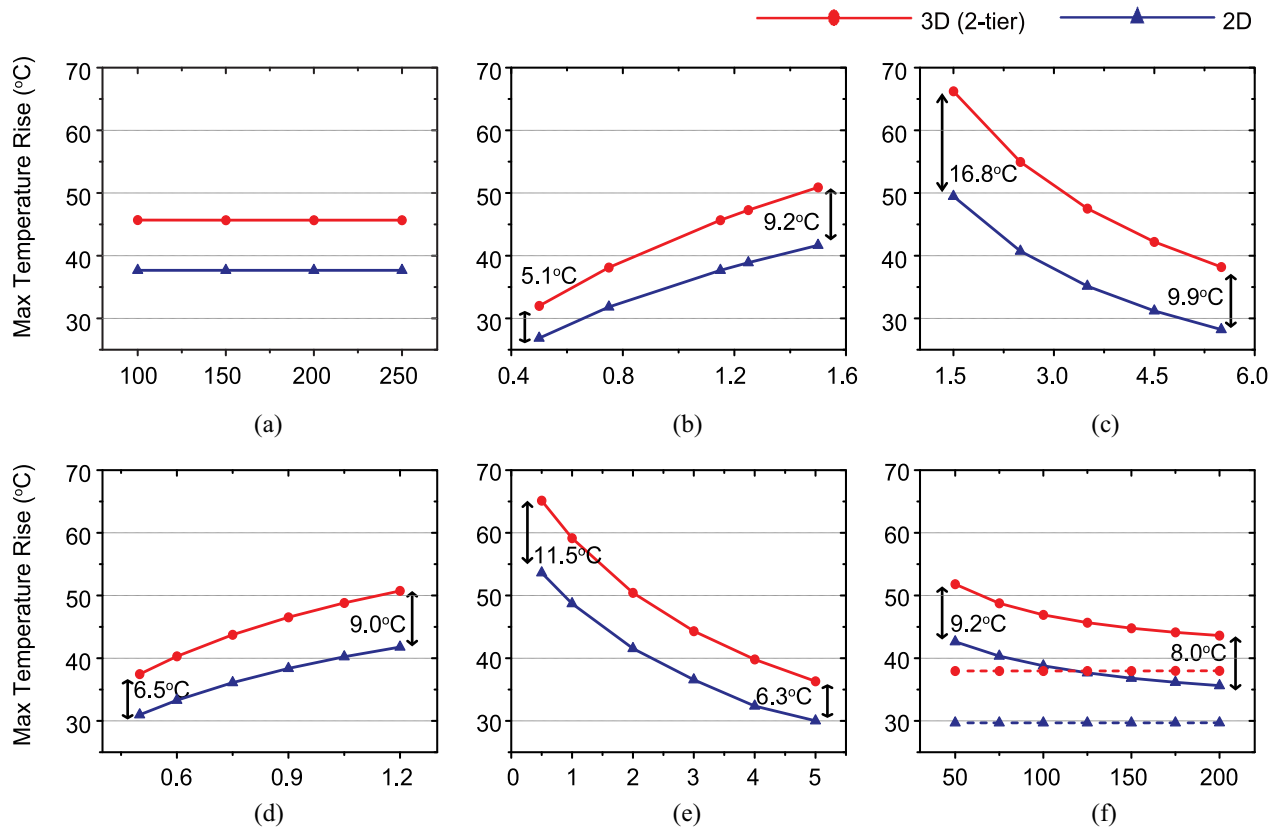 3D (2-tier) 2D
Max Temperature Rise (°C)
70
60
50
40
30
100 150 200 250
(a)
5.1°C
9.2°C
0.4 0.8 1.2 1.6
(b)
70
60
50
40
30
16.8°C
9.9°C
1.5 3.0 4.5 6.0
(c)
70
60
50
40
30
Max Temperature Rise (°C)
70
60
50
40
30
6.5°C
9.0°C
0.6 0.9 1.2
(d)
70
60
50
40
30
11.5°C
6.3°C
0 1 2 3 4 5
(e)
70
60
50
40
30
9.2°C
8.0°C
50 100 150 200
(f)